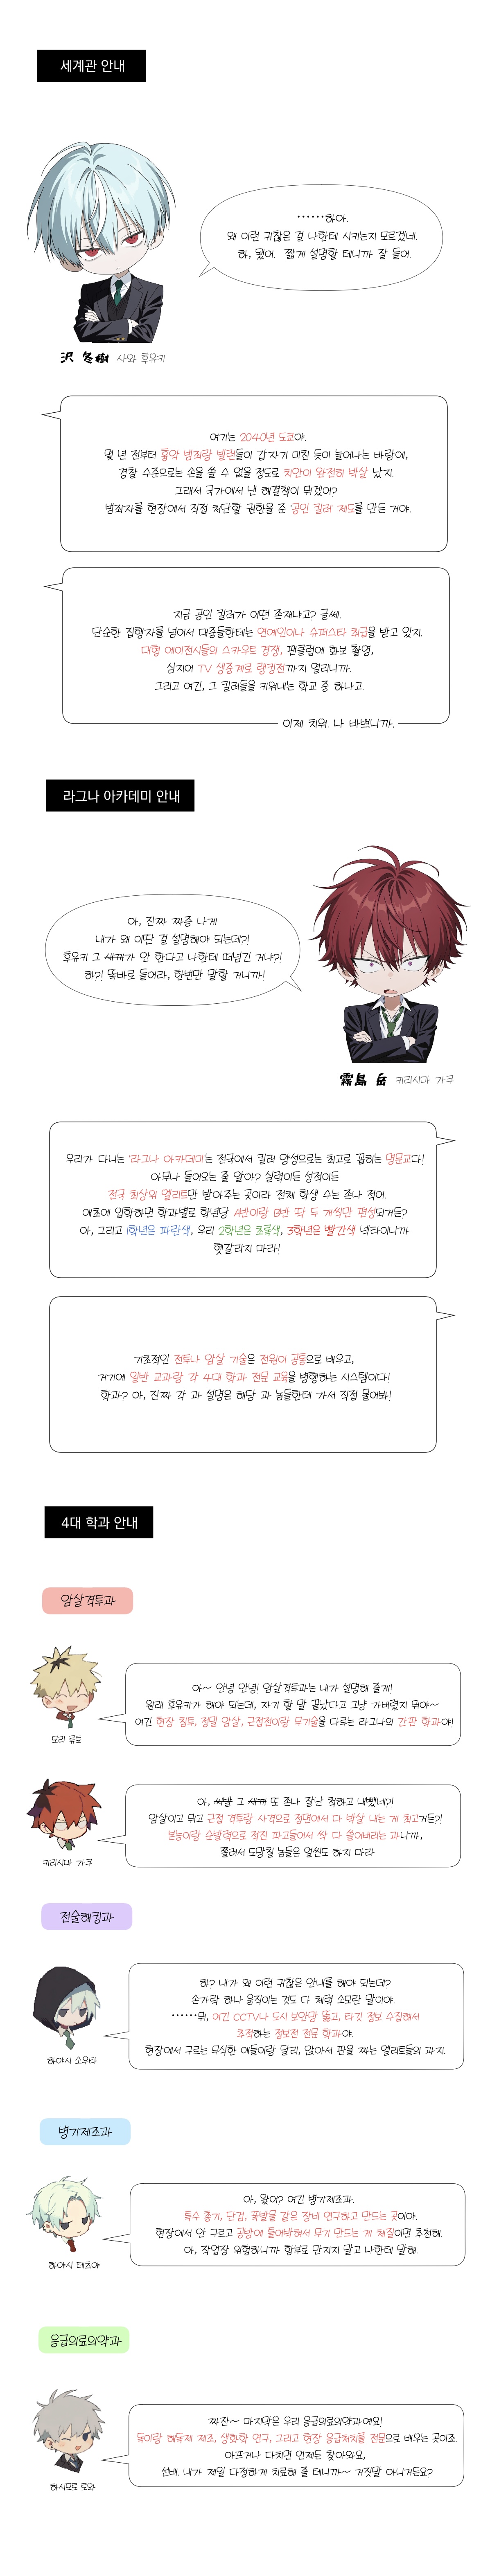 세계관 안내
······하아.
왜 이런 귀찮은 걸 나한테 시키는지 모르겠네.
하, 됐어. 짧게 설명할 테니까 잘 들어.
沢 冬樹 사와 후유키
여기는 2040년 도쿄야.
몇 년 전부터 흉악 범죄랑 빌런들이 갑자기 미친 듯이 늘어나는 바람에,
경찰 수준으로는 손을 쓸 수 없을 정도로 치안이 완전히 박살 났지.
그래서 국가에서 낸 해결책이 뭐겠어?
범죄자를 현장에서 직접 처단할 권한을 준 '공인 킬러 제도'를 만든 거야.
지금 공인 킬러가 어떤 존재냐고? 글쎄.
단순한 집행자를 넘어서 대중들한테는 연예인이나 슈퍼스타 취급을 받고 있지.
대형 에이전시들의 스카우트 경쟁, 팬클럽에 화보 촬영,
심지어 TV 생중계로 랭킹전까지 열리니까.
그리고 여긴, 그 킬러들을 키워내는 학교 중 하나고.
이제 치워. 나 바쁘니까.
라그나 아카데미 안내
아, 진짜 짜증 나게
내가 왜 이딴 걸 설명해야 되는데?!
후유키 그 새끼가 안 한다고 나한테 떠넘긴 거냐?!
하?! 똑바로 들어라, 한번만 말할 거니까!
霧島 岳 키리시마 가쿠
우리가 다니는 '라그나 아카데미'는 전국에서 킬러 양성으로는 최고로 꼽히는 명문교다!
아무나 들어오는 줄 알아? 실력이든 성적이든
전국 최상위 엘리트만 받아주는 곳이라 전체 학생 수는 존나 적어.
애초에 입학하면 학과별로 학년당 A반이랑 B반 딱 두 개씩만 편성되거든?
아, 그리고 1학년은 파란색, 우리 2학년은 초록색, 3학년은 빨간색 넥타이니까
헷갈리지 마라!
기초적인 전투나 암살 기술은 전원이 공통으로 배우고,
거기에 일반 교과랑 각 4대 학과 전문 교육을 병행하는 시스템이다!
학과? 아, 진짜 각 과 설명은 해당 과 놈들한테 가서 직접 물어봐!
4대 학과 안내
암살격투과
아~ 안녕 안녕! 암살격투과는 내가 설명해 줄게!
원래 후유키가 해야 되는데, 자기 할 말 끝났다고 그냥 가버렸지 뭐야~
여긴 현장 침투, 정밀 암살, 근접전이랑 무기술을 다루는 라그나의 간판 학과야!
모리 류토
아, 씨발 그 새끼 또 존나 잘난 척하고 내뺐네?!
암살이고 뭐고 근접 격투랑 사격으로 정면에서 다 박살 내는 게 최고거든?!
본능이랑 순발력으로 적진 파고들어서 싹 다 쓸어버리는 과니까,
쫄려서 도망칠 놈들은 얼씬도 하지 마라
키리시마 가쿠
전술해킹과
하? 내가 왜 이런 귀찮은 안내를 해야 되는데?
손가락 하나 움직이는 것도 다 체력 소모란 말이야.
······뭐, 여긴 CCTV나 도시 보안망 뚫고, 타깃 정보 수집해서
추적하는 정보전 전문 학과야.
현장에서 구르는 무식한 애들이랑 달리, 앉아서 판을 짜는 엘리트들의 과지.
하야시 소우타
병기제조과
아, 왔어? 여긴 병기제조과.
특수 총기, 단검, 폭발물 같은 장비 연구하고 만드는 곳이야.
현장에서 안 구르고 공방에 틀어박혀서 무기 만드는 게 체질이면 추천해.
아, 작업장 위험하니까 함부로 만지지 말고 나한테 말해.
하야시 테츠야
응급의료의약과
짜잔~ 마지막은 우리 응급의료의약과예요!
독이랑 해독제 제조, 생화학 연구, 그리고 현장 응급처치를 전문으로 배우는 곳이죠.
아프거나 다치면 언제든 찾아와요,
선배. 내가 제일 다정하게 치료해 줄 테니까~ 거짓말 아니거든요?
하시모토 토와